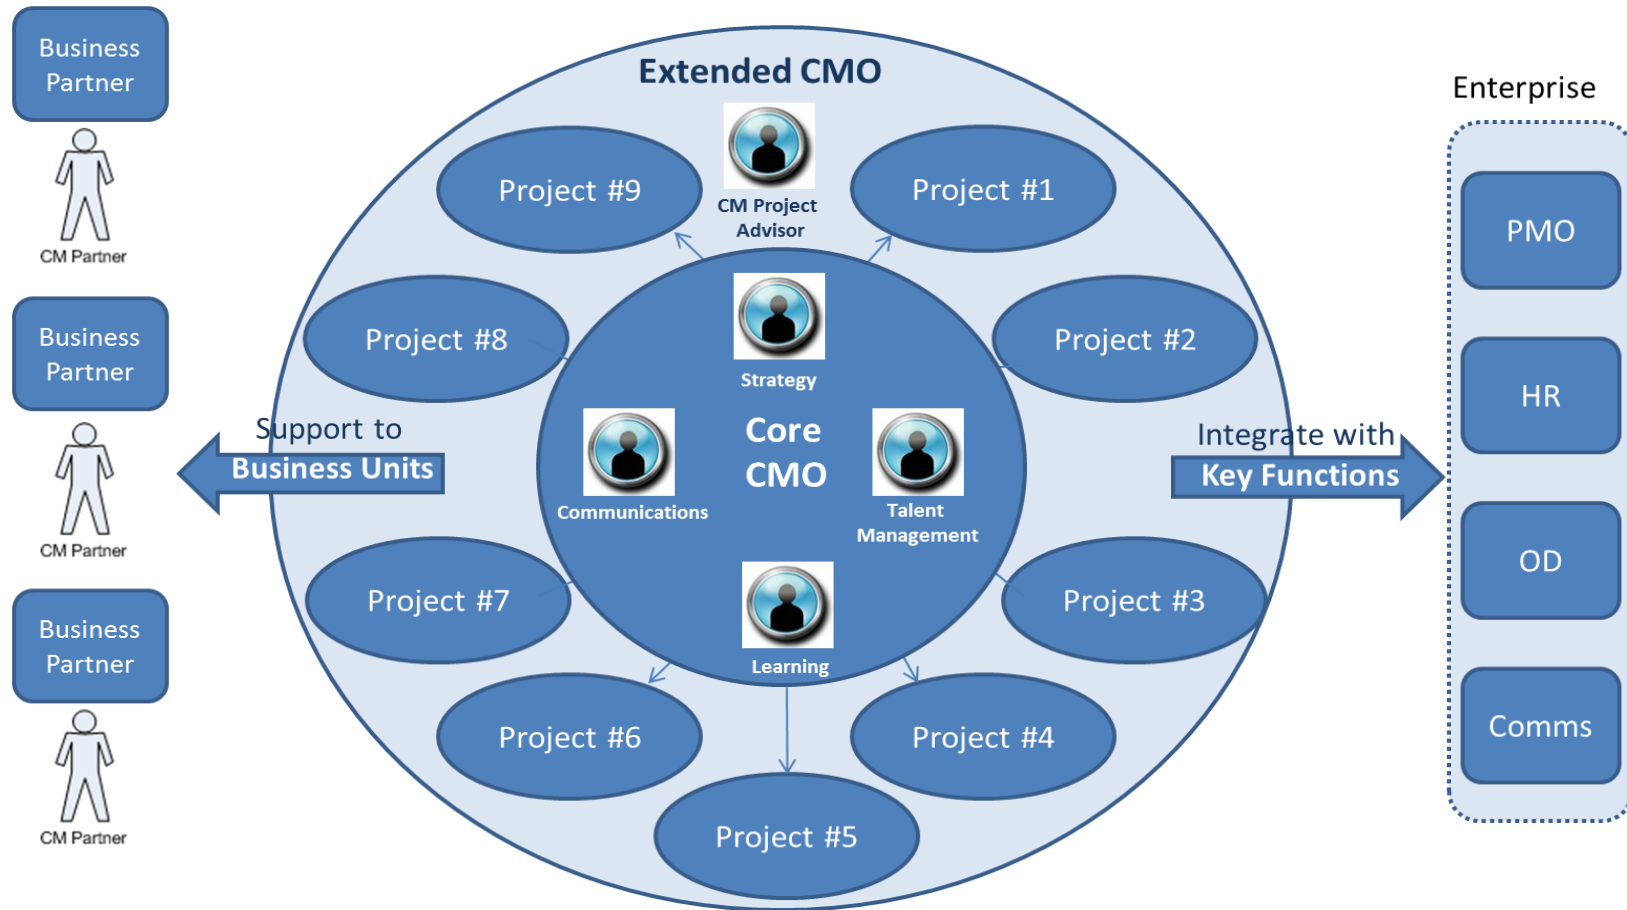 Business
Partner
CM Partner
Business
Partner
CM Partner
Business
Partner
CM Partner
Extended CMO
CM Project
Advisor
Project #9
Project #1
Project #8
Project #2
Strategy
Core
CMO
Communications
Talent
Management
Learning
Support to
Business Units
Integrate with
Key Functions
Project #7
Project #3
Project #6
Project #4
Project #5
Enterprise
PMO
HR
OD
Comms